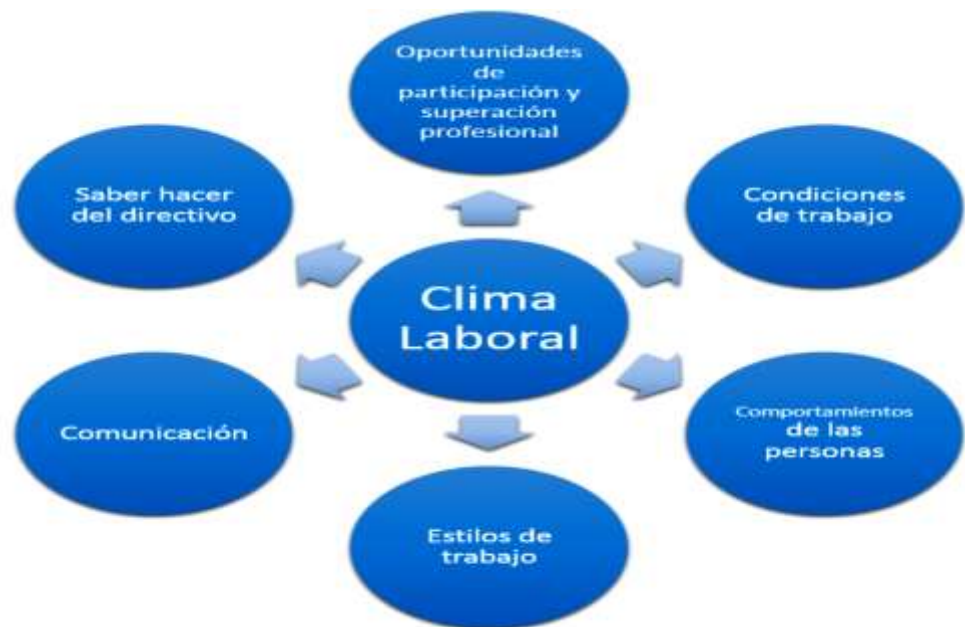 Oportunidades
de
participación y
superación
profesional
Saber hacer
del directivo
Condiciones
de trabajo
Clima
Laboral
Comunicación
Comportamientos
de las
personas
Estilos de
trabajo